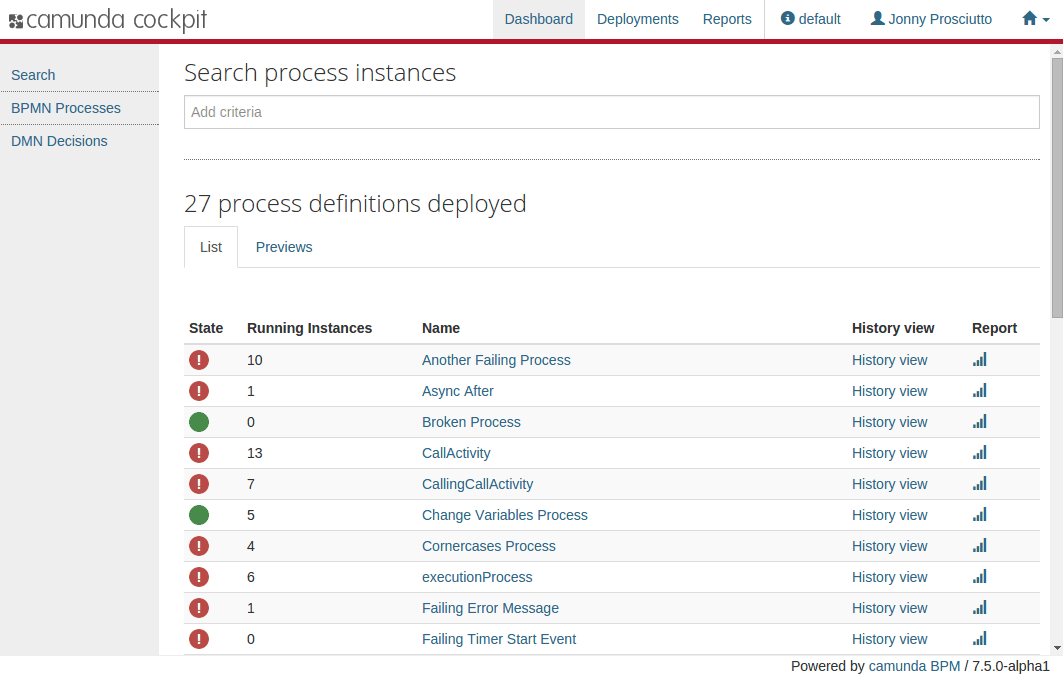 camunda cockpit Dashboard Deployments Reports default Jonny Prosciutto
Search
BPMN Processes
DMN Decisions
Search process instances
Add criteria
27 process definitions deployed
List Previews
State Running Instances Name History view Report
! 10 Another Failing Process History view
! 1 Async After History view
0 Broken Process History view
! 13 CallActivity History view
! 7 CallingCallActivity History view
5 Change Variables Process History view
! 4 Cornercases Process History view
! 6 executionProcess History view
! 1 Failing Error Message History view
! 0 Failing Timer Start Event History view
Powered by camunda BPM / 7.5.0-alpha1